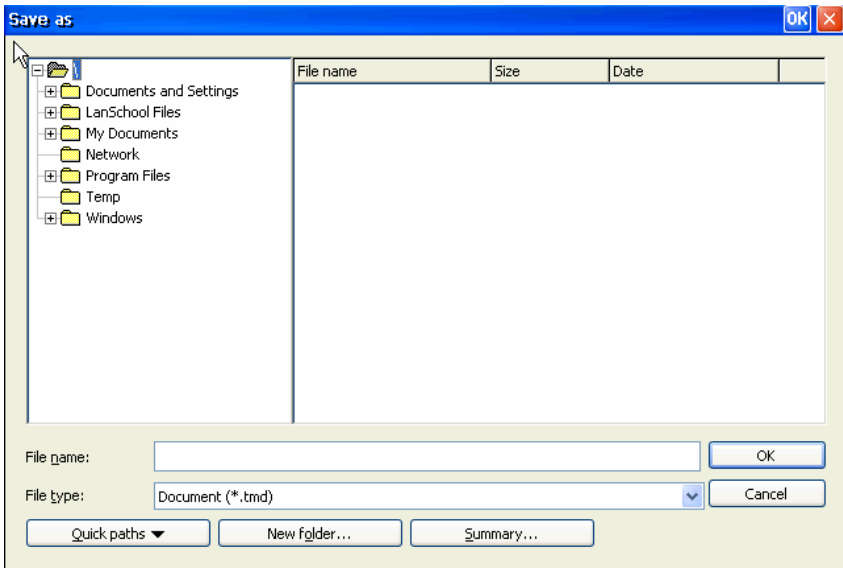 Save as OK
\
Documents and Settings
LanSchool Files
My Documents
Network
Program Files
Temp
Windows
File name Size Date
File name: OK
File type: Document (*.tmd) Cancel
Quick paths New folder... Summary...